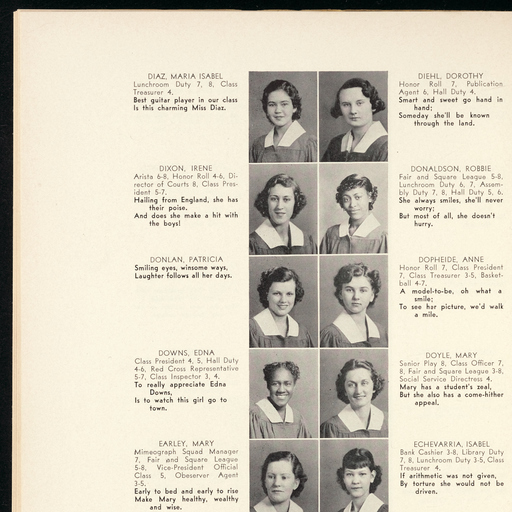 DIAZ, MARIA ISABEL
Lunchroom Duty 7, 8, Class
Treasurer 4.
Best guitar player in our class
Is this charming Miss Diaz.
DIXON, IRENE
Arista 6-8, Honor Roll 4-6, Di-
rector of Courts 8, Class Presi-
dent 5-7.
Hailing from England, she has
their poise.
And does she make a hit with
the boys!
DONLAN, PATRICIA
Smiling eyes, winsome ways,
Laughter follows all her days.
DOWNS, EDNA
Class President 4, 5, Hall Duty
4-6, Red Cross Representative
5-7, Class Inspector 3, 4.
To really appreciate Edna
Downs,
Is to watch this girl go to
town.
EARLEY, MARY
Mimeograph Squad Manager
7, Fair and Square League
5-8, Vice-President Official
Class 5, Obeserver Agent
3-5.
Early to bed and early to rise
Make Mary healthy, wealthy
and wise.
DIEHL, DOROTHY
Honor Roll 7, Publication
Agent 6, Hall Duty 4.
Smart and sweet go hand in
hand;
Someday she'll be known
through the land.
DONALDSON, ROBBIE
Fair and Square League 5-8,
Lunchroom Duty 6, 7, Assem-
bly Duty 7, 8, Hall Duty 5, 6.
She always smiles, she'll never
worry;
But most of all, she doesn't
hurry.
DOPHEIDE, ANNE
Honor Roll 7, Class President
7, Class Treasurer 3-5, Basket-
ball 4-7.
A model-to-be, oh what a
smile;
To see her picture, we'd walk
a mile.
DOYLE, MARY
Senior Play 8, Class Officer 7,
8, Fair and Square League 3-8,
Social Service Directress 4.
Mary has a student's zeal,
But she also has a come-hither
appeal.
ECHEVARRIA, ISABEL
Bank Cashier 3-8, Library Duty
7, 8, Lunchroom Duty 3-5, Class
Treasurer 4.
If arithmetic was not given,
By torture she would not be
driven.